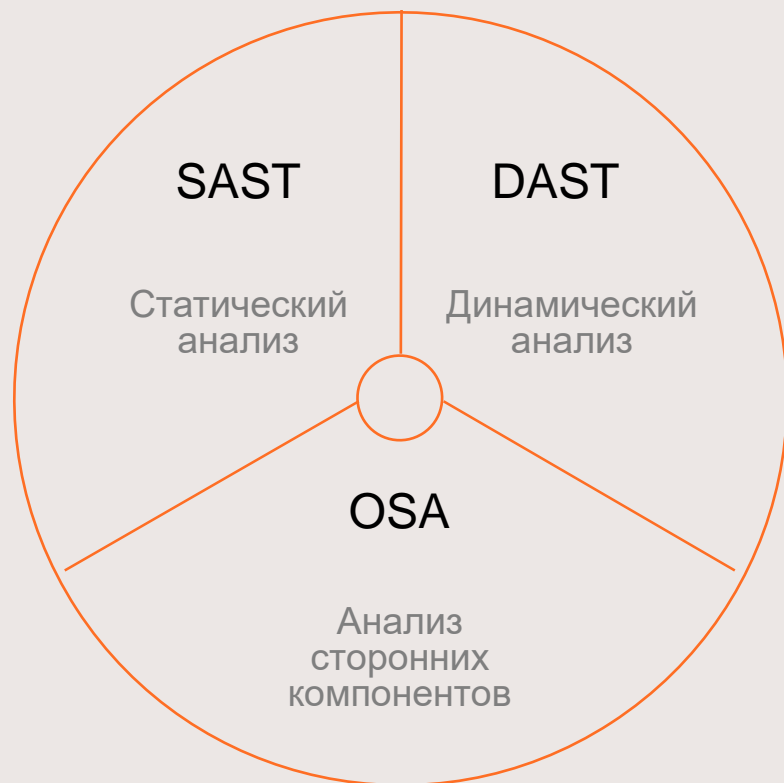 SAST
Статический
анализ
DAST
Динамический
анализ
OSA
Анализ
сторонних
компонентов